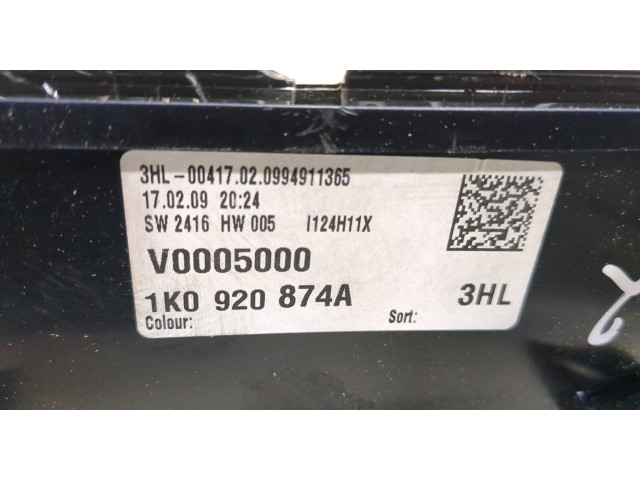 3HL-00417.02.0994911365
17.02.09 20:24
SW 2416 HW 005 I124H11X
V0005000
1K0 920 874A 3HL
Colour: Sort: